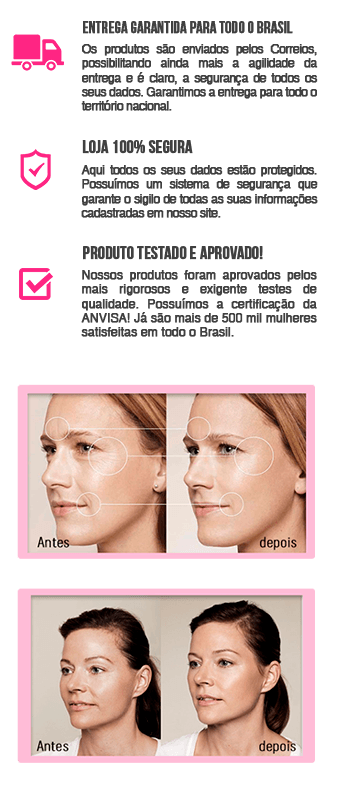 ENTREGA GARANTIDA PARA TODO O BRASIL
Os produtos são enviados pelos Correios,
possibilitando ainda mais a agilidade da
entrega e é claro, a segurança de todos os
seus dados. Garantimos a entrega para todo o
território nacional.
LOJA 100% SEGURA
Aqui todos os seus dados estão protegidos.
Possuímos um sistema de segurança que
garante o sigilo de todas as suas informações
cadastradas em nosso site.
PRODUTO TESTADO E APROVADO!
Nossos produtos foram aprovados pelos
mais rigorosos e exigente testes de
qualidade. Possuímos a certificação da
ANVISA! Já são mais de 500 mil mulheres
satisfeitas em todo o Brasil.
Antes
depois
Antes
depois